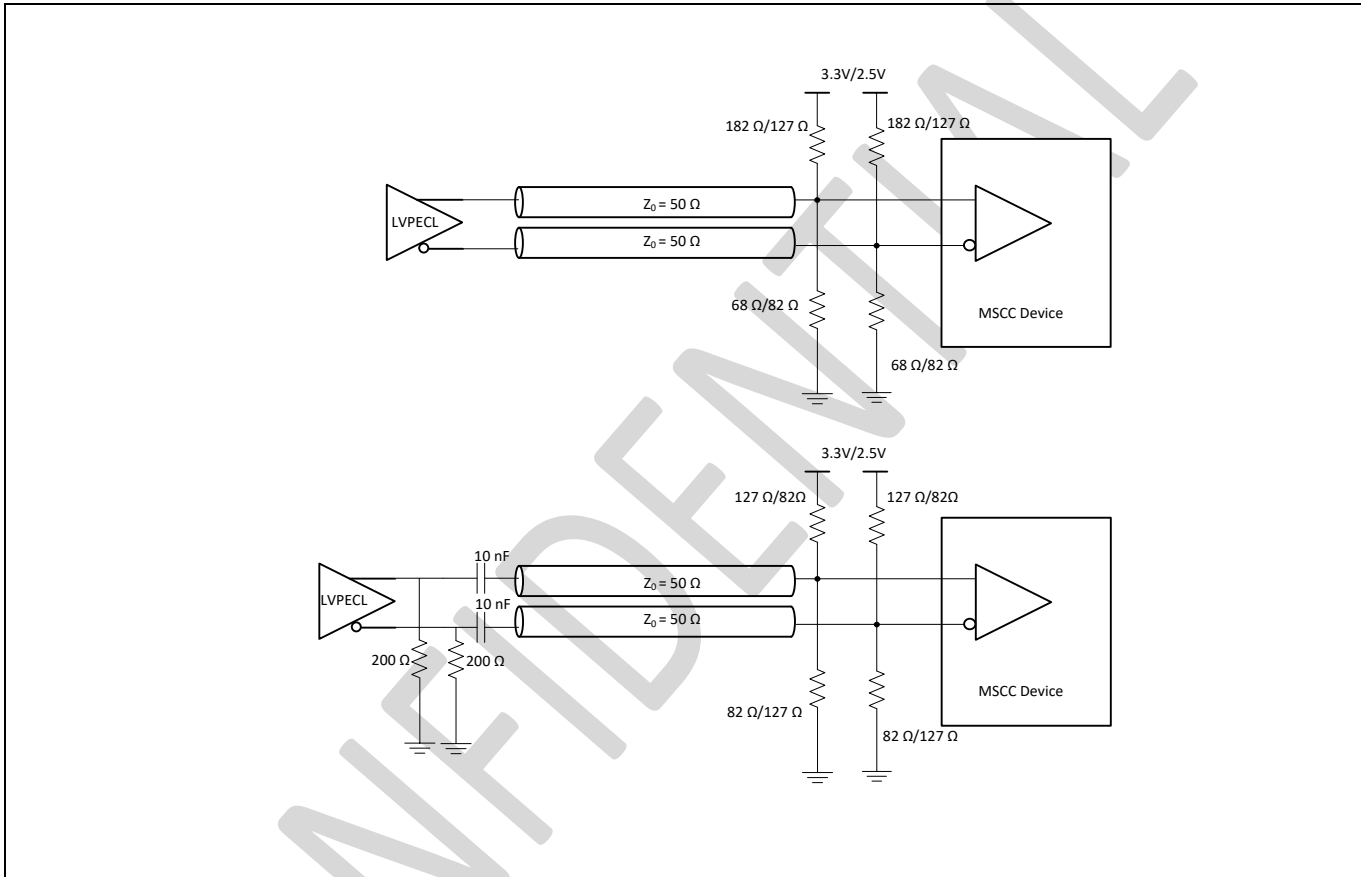 3.3V/2.5V
182 Ω/127 Ω
182 Ω/127 Ω
LVPECL
Z0 = 50 Ω
Z0 = 50 Ω
68 Ω/82 Ω
MSCC Device
68 Ω/82 Ω
3.3V/2.5V
127 Ω/82Ω
127 Ω/82Ω
10 nF
LVPECL
Z0 = 50 Ω
10 nF
Z0 = 50 Ω
200 Ω
200 Ω
MSCC Device
82 Ω/127 Ω
82 Ω/127 Ω
NFIDENTIAL